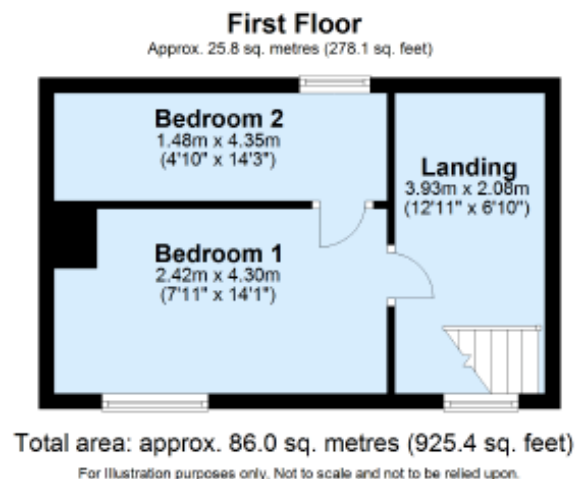 First Floor
Approx. 25.8 sq. metres (278.1 sq. feet)
Bedroom 2
1.48m x 4.35m
(4'10" x 14'3")
Landing
3.93m x 2.08m
(12'11" x 6'10")
Bedroom 1
2.42m x 4.30m
(7'11" x 14'1")
Total area: approx. 86.0 sq. metres (925.4 sq. feet)
For Illustration purposes only. Not to scale and not to be relied upon.